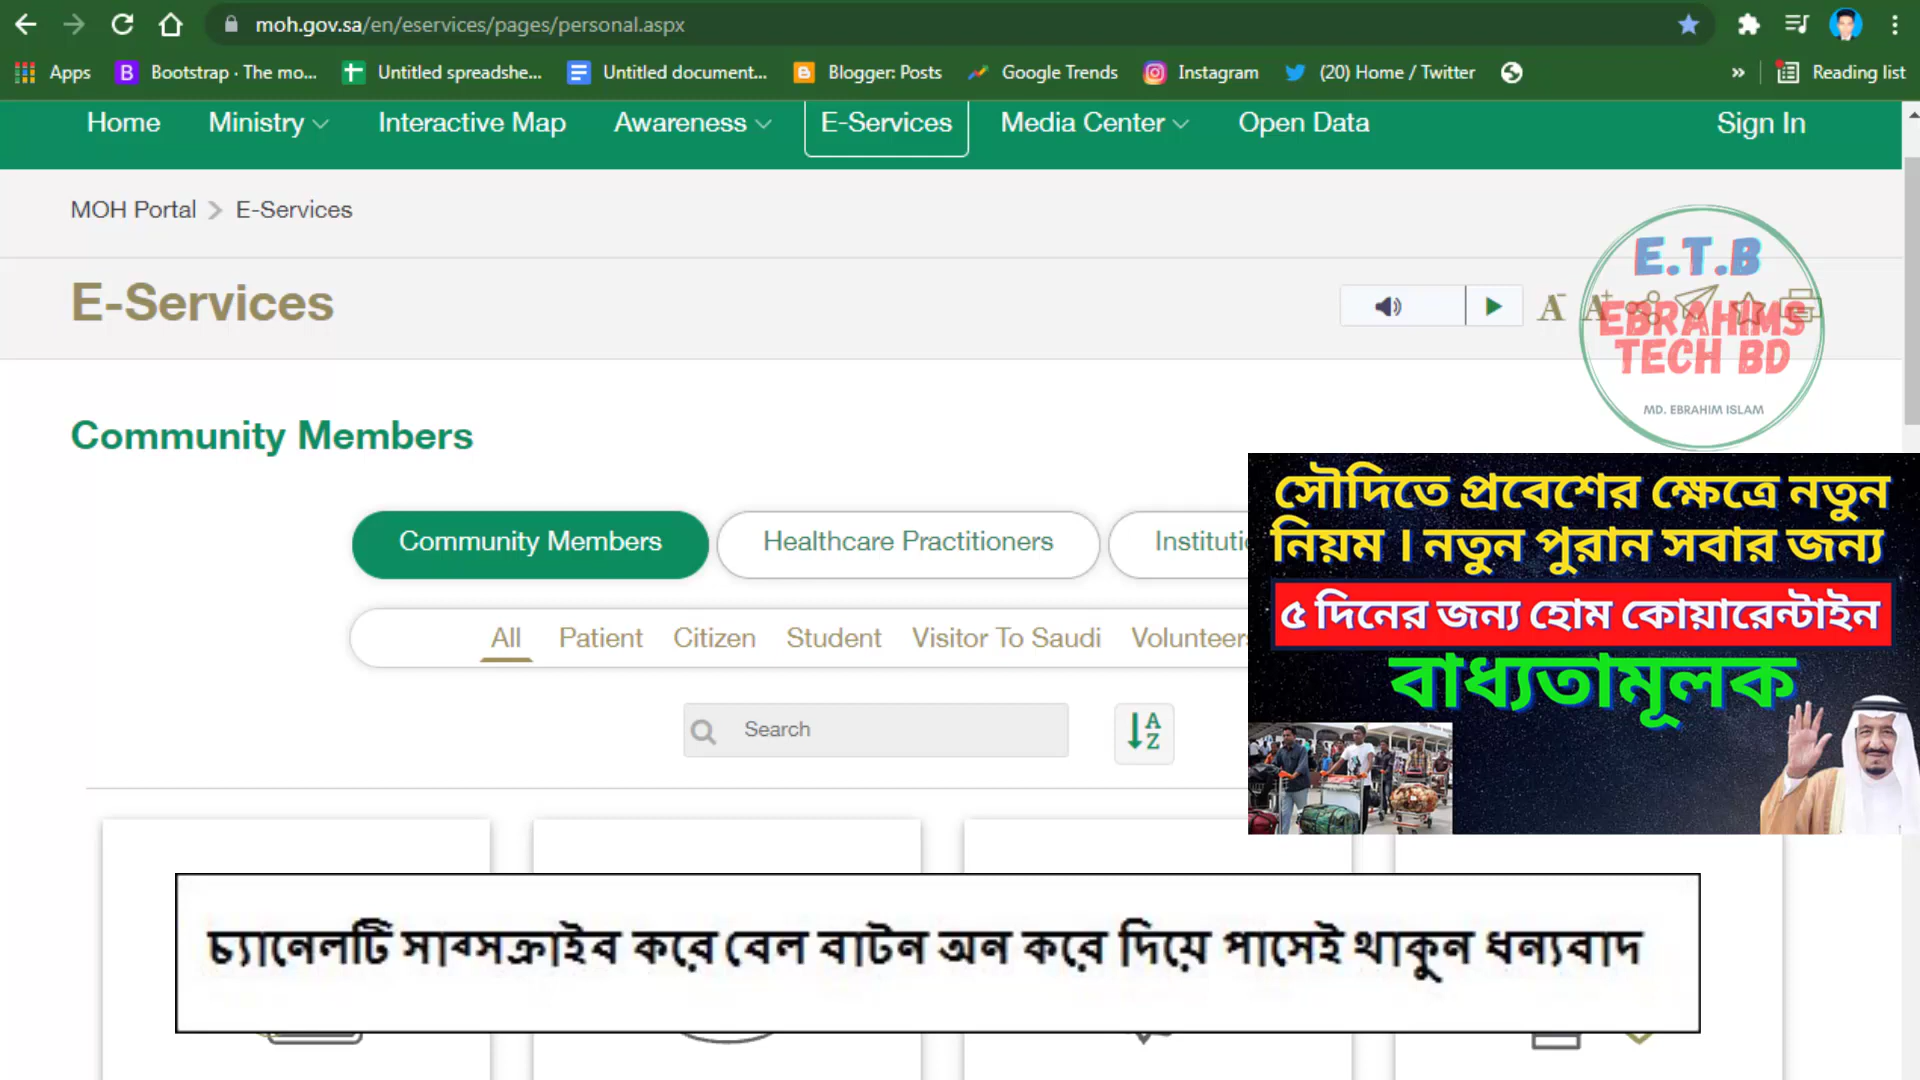 moh.gov.sa/en/eservices/pages/personal.aspx
Apps
B Bootstrap · The mo...
Untitled spreadshe...
Untitled document...
Blogger: Posts
Google Trends
Instagram
(20) Home / Twitter
»
Reading list
Home Ministry Interactive Map Awareness E-Services Media Center Open Data Sign In
MOH Portal > E-Services
E-Services
A- A+
E.T.B
EBRAHIMS
TECH BD
MD. EBRAHIM ISLAM
Community Members
Community Members Healthcare Practitioners Instituti
All Patient Citizen Student Visitor To Saudi Volunteers
Search
A
Z
সৌদিতে প্রবেশের ক্ষেত্রে নতুন
নিয়ম । নতুন পুরান সবার জন্য
৫ দিনের জন্য হোম কোয়ারেন্টাইন
বাধ্যতামূলক
চ্যানেলটি সাবসক্রাইব করে বেল বাটন অন করে দিয়ে পাসেই থাকুন ধন্যবাদ